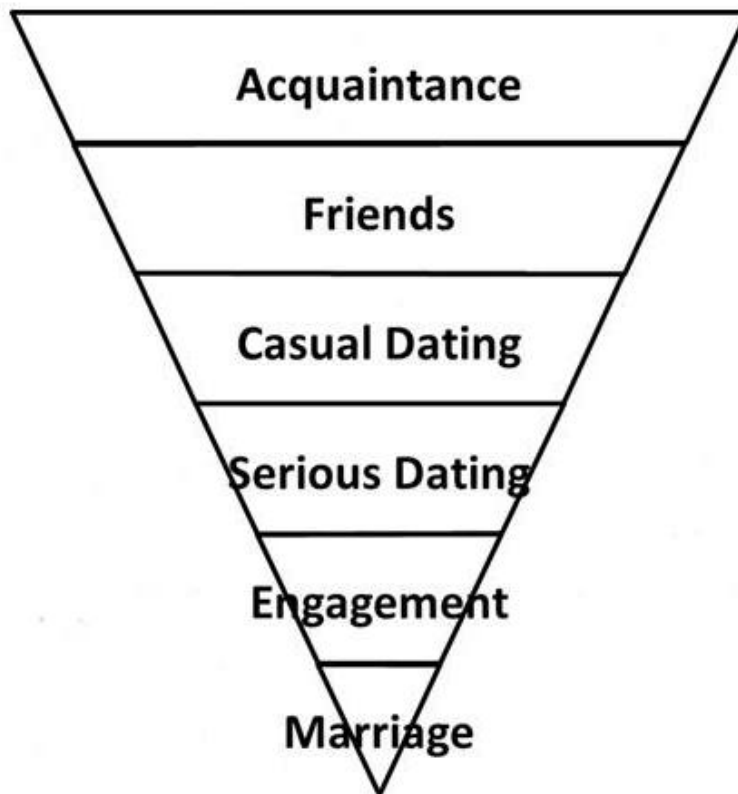 Acquaintance
Friends
Casual Dating
Serious Dating
Engagement
Marriage